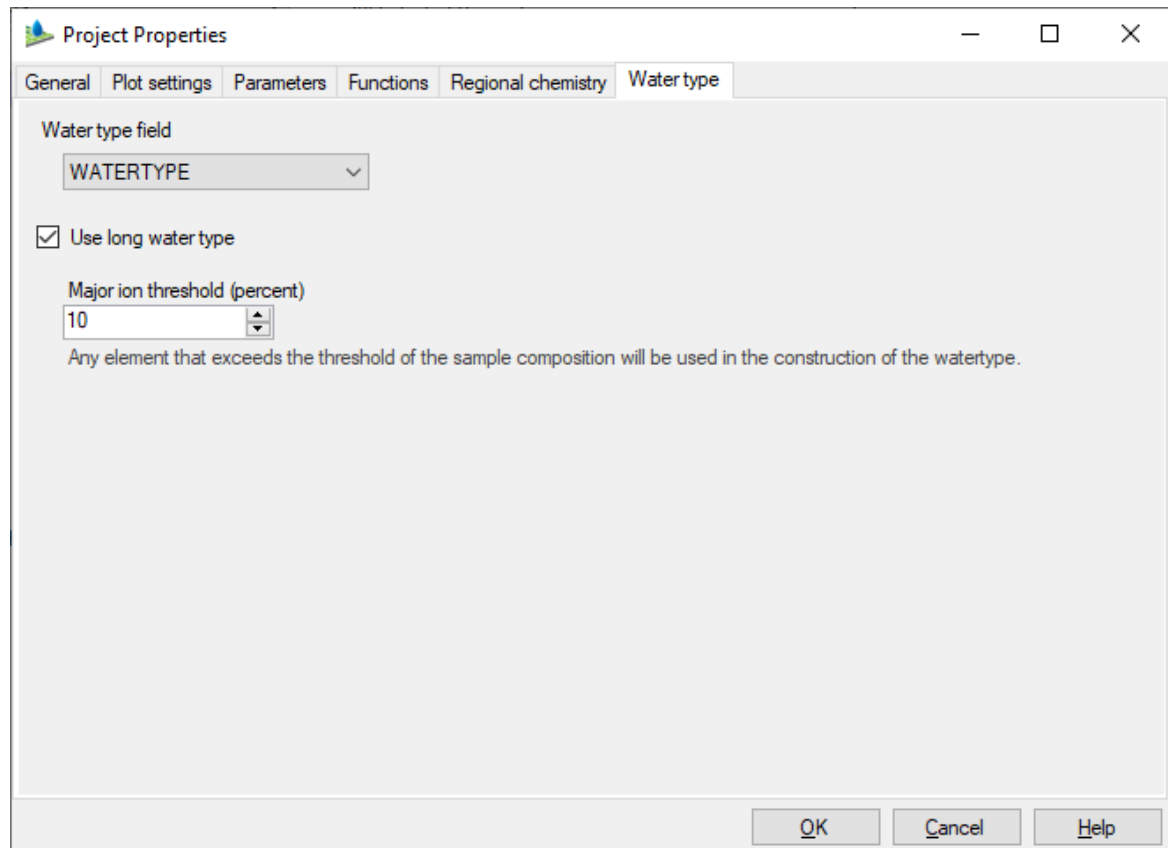 Project Properties
General Plot settings Parameters Functions Regional chemistry Water type
Water type field
WATERTYPE
Use long water type
Major ion threshold (percent)
10
Any element that exceeds the threshold of the sample composition will be used in the construction of the watertype.
OK Cancel Help